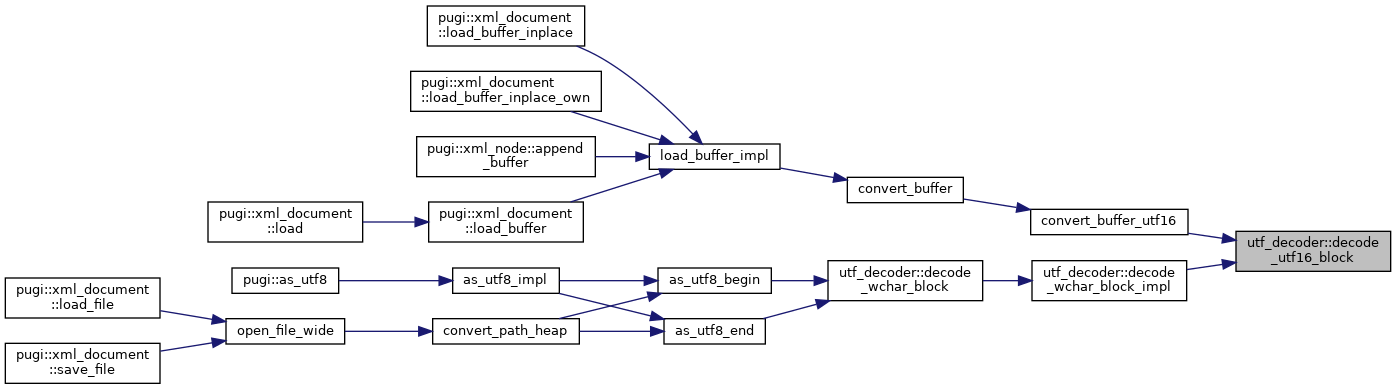 pugi::xml_document
::load_buffer_inplace
pugi::xml_document
::load_buffer_inplace_own
pugi::xml_node::append
_buffer
load_buffer_impl
convert_buffer
pugi::xml_document
::load
pugi::xml_document
::load_buffer
convert_buffer_utf16
utf_decoder::decode
_utf16_block
pugi::as_utf8
as_utf8_impl
as_utf8_begin
utf_decoder::decode
_wchar_block
utf_decoder::decode
_wchar_block_impl
pugi::xml_document
::load_file
open_file_wide
convert_path_heap
as_utf8_end
pugi::xml_document
::save_file